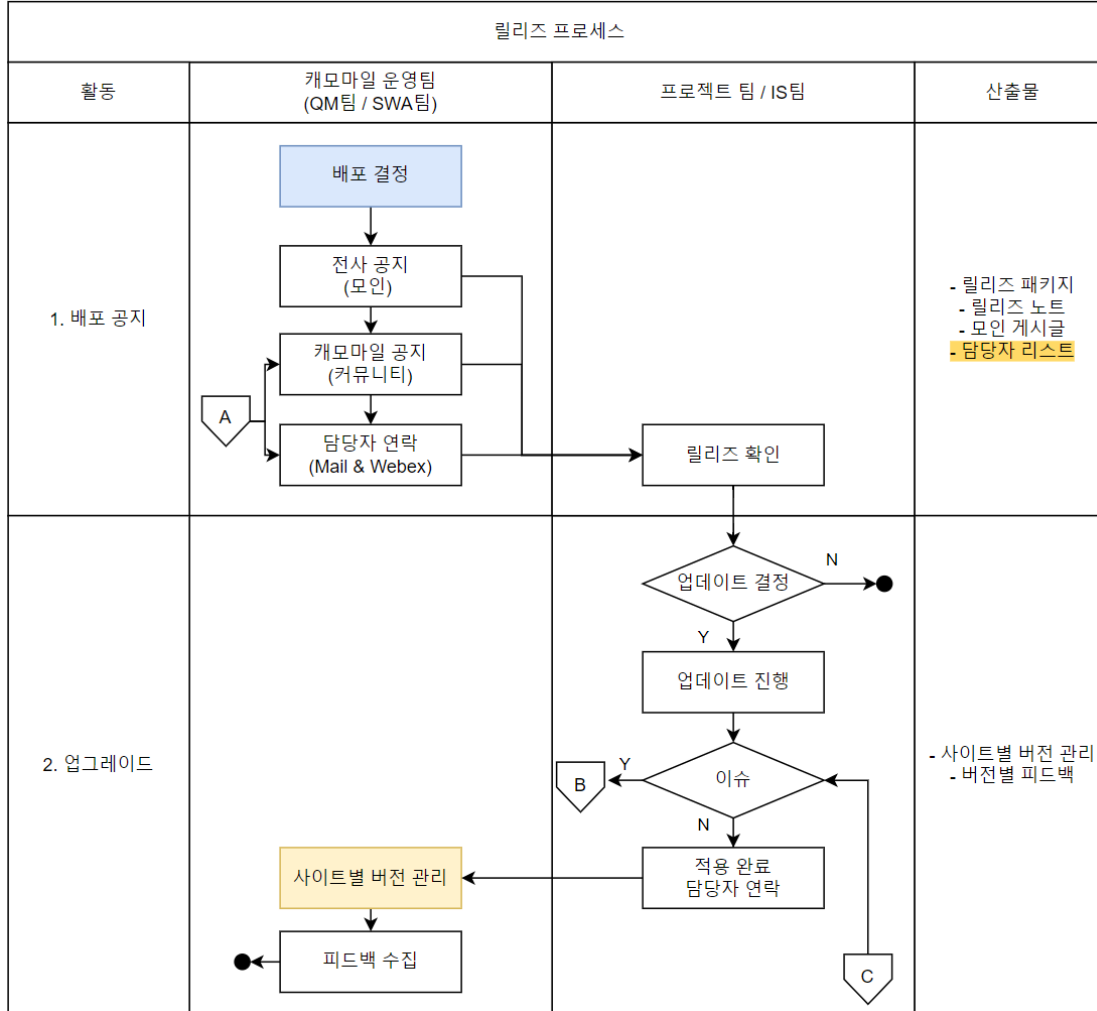 릴리즈 프로세스
활동
캐모마일 운영팀
(QM팀 / SWA팀)
프로젝트 팀 / IS팀
산출물
1. 배포 공지
배포 결정
전사 공지
(모인)
캐모마일 공지
(커뮤니티)
A
담당자 연락
(Mail & Webex)
릴리즈 확인
- 릴리즈 패키지
- 릴리즈 노트
- 모인 게시글
- 담당자 리스트
2. 업그레이드
업데이트 결정
N
Y
업데이트 진행
이슈
Y
B
N
적용 완료
담당자 연락
사이트별 버전 관리
피드백 수집
C
- 사이트별 버전 관리
- 버전별 피드백